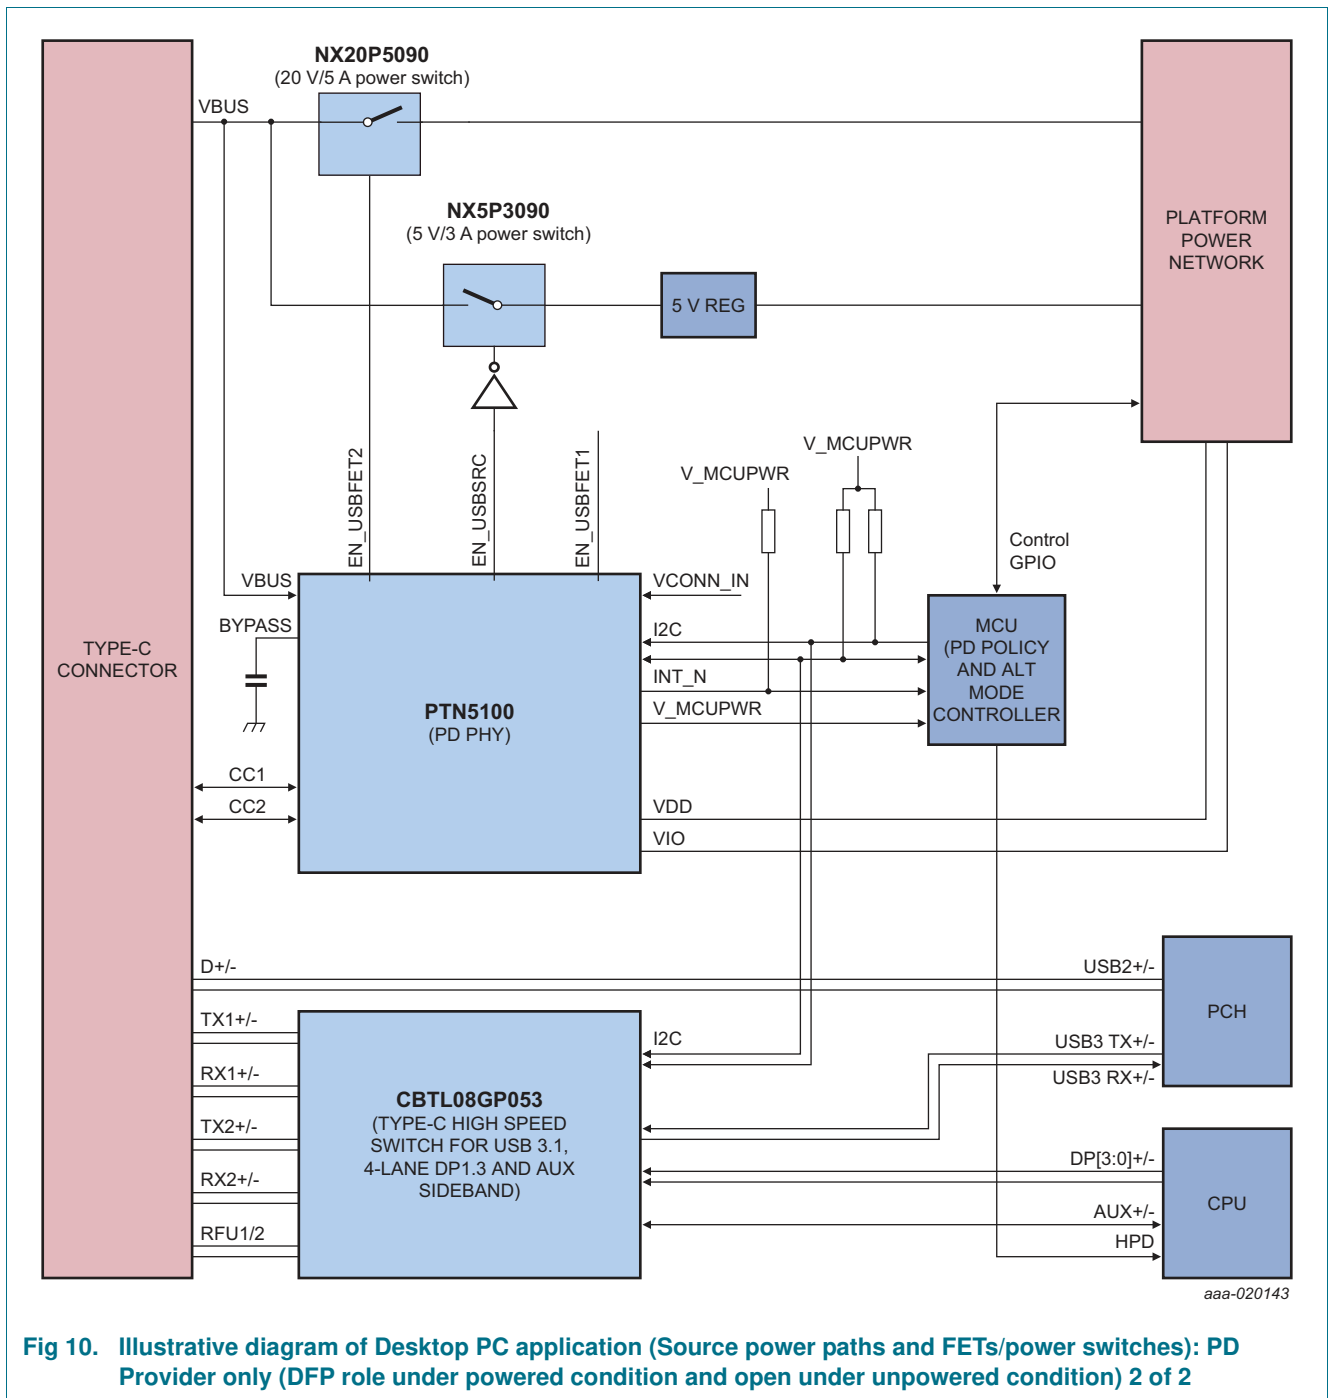 NX20P5090
(20 V/5 A power switch)
VBUS
NX5P3090
(5 V/3 A power switch)
PLATFORM
POWER
NETWORK
5 V REG
EN_USBFET2
EN_USBSRC
EN_USBFET1
V_MCUPWR
V_MCUPWR
Control
GPIO
TYPE-C
CONNECTOR
VBUS
BYPASS
CC1
CC2
PTN5100
(PD PHY)
VCONN_IN
I2C
INT_N
V_MCUPWR
VDD
VIO
MCU
(PD POLICY
AND ALT
MODE
CONTROLLER
D+/-
TX1+/-
RX1+/-
TX2+/-
RX2+/-
RFU1/2
I2C
CBTL08GP053
(TYPE-C HIGH SPEED
SWITCH FOR USB 3.1,
4-LANE DP1.3 AND AUX
SIDEBAND)
USB2+/-
USB3 TX+/-
USB3 RX+/-
PCH
DP[3:0]+/-
AUX+/-
HPD
CPU
aaa-020143
Fig 10. Illustrative diagram of Desktop PC application (Source power paths and FETs/power switches): PD
Provider only (DFP role under powered condition and open under unpowered condition) 2 of 2